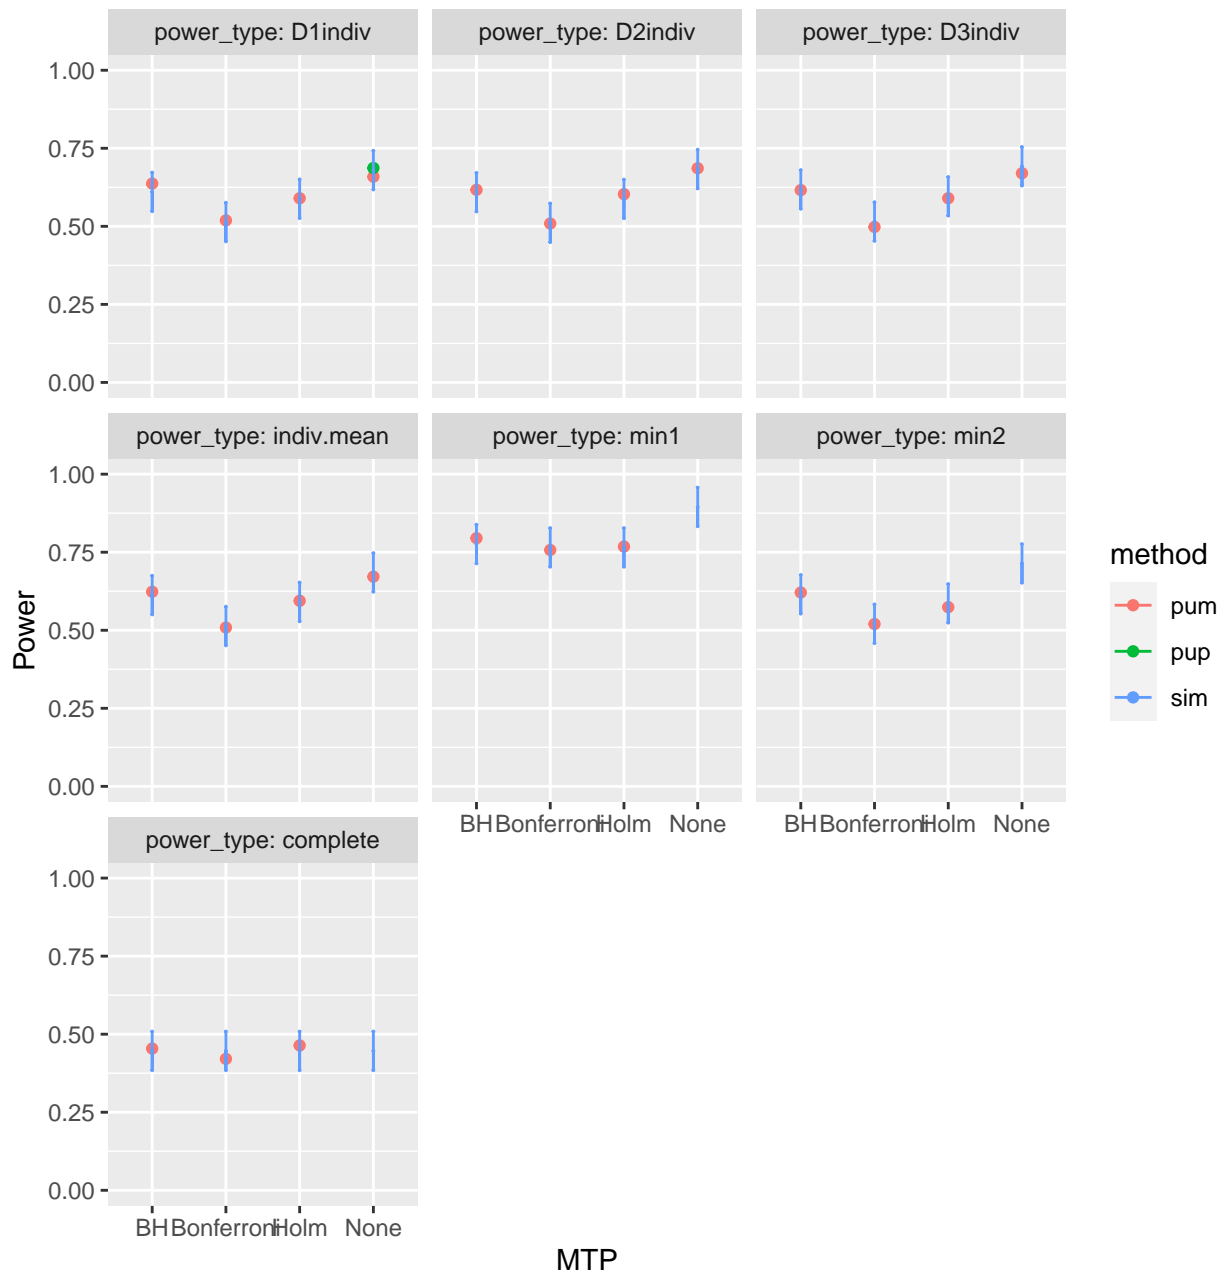 power_type: D1indiv
power_type: D2indiv
power_type: D3indiv
1.00
0.75
0.50
0.25
0.00
power_type: indiv.mean
power_type: min1
power_type: min2
1.00
0.75
0.50
0.25
0.00
BH Bonferroni Holm None
BH Bonferroni Holm None
power_type: complete
1.00
0.75
0.50
0.25
0.00
BH Bonferroni Holm None
MTP
Power
method
pum
pup
sim